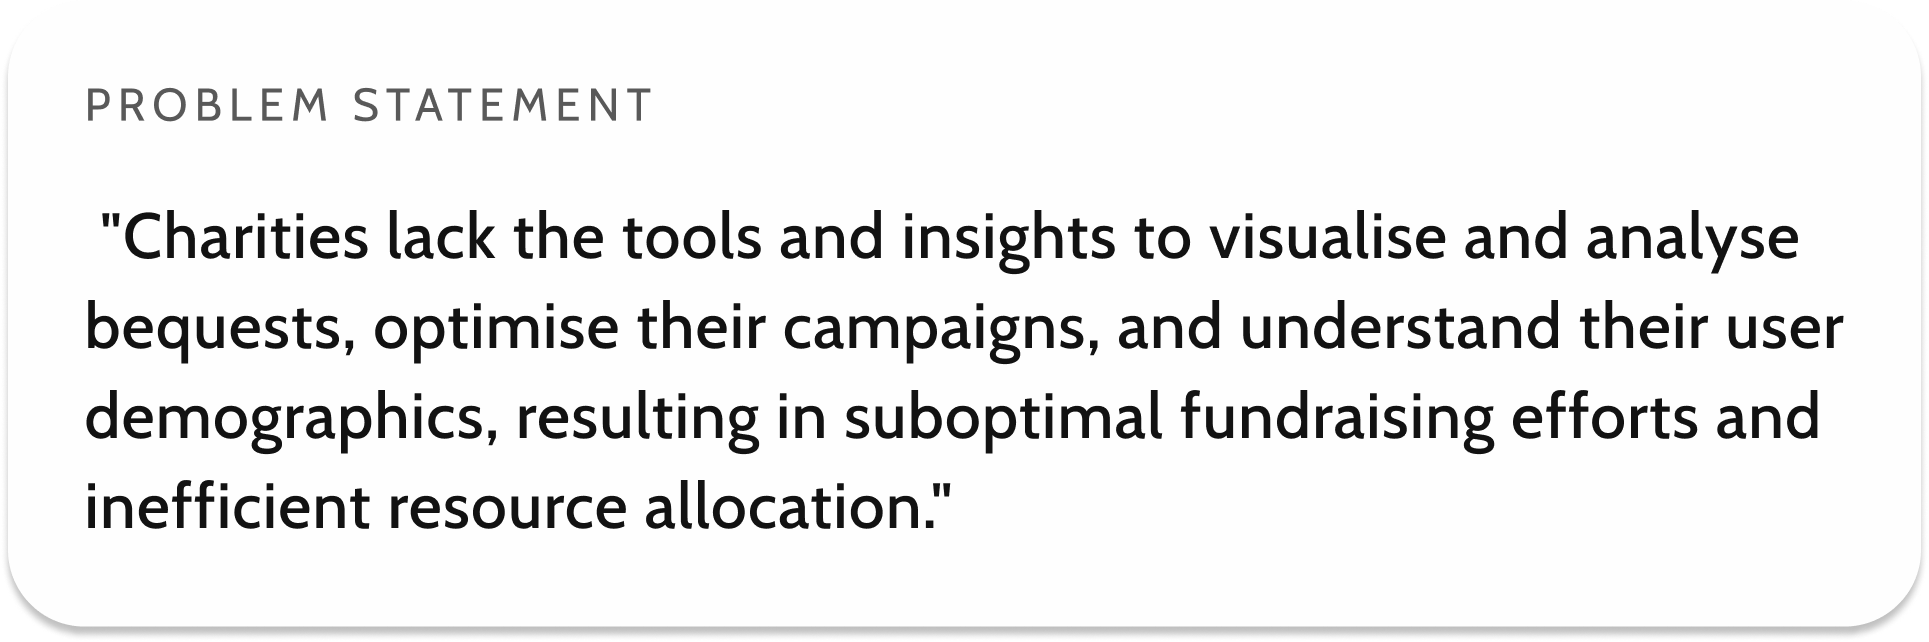 PROBLEM STATEMENT
"Charities lack the tools and insights to visualise and analyse
bequests, optimise their campaigns, and understand their user
demographics, resulting in suboptimal fundraising efforts and
inefficient resource allocation."